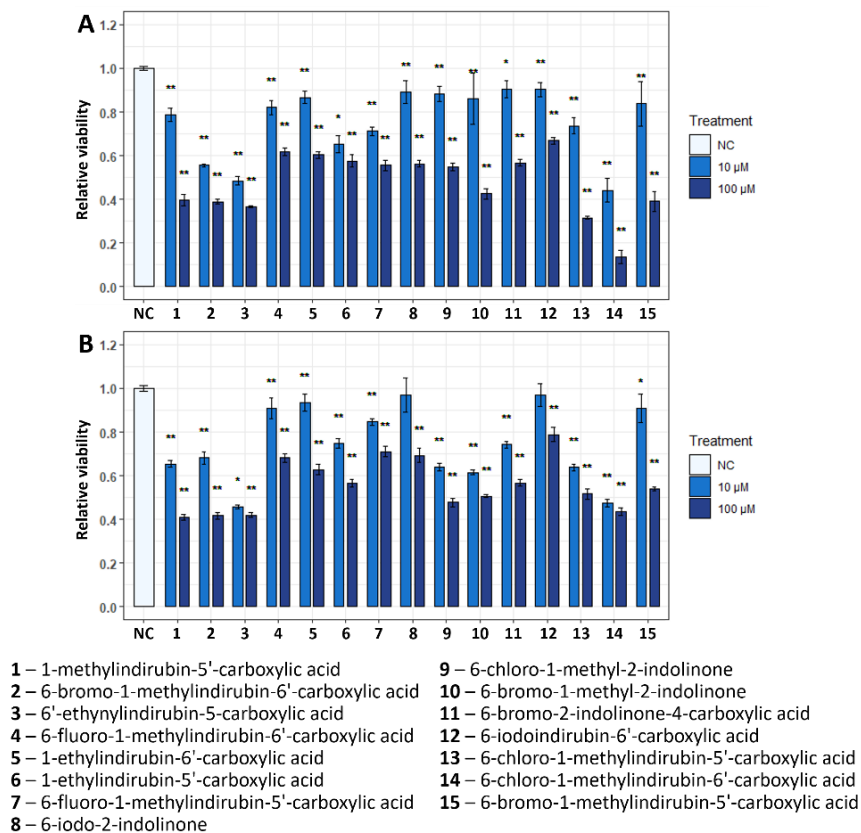 A
1.2
1.0
0.8
0.6
0.4
0.2
0.0
Relative viability
** ** ** ** ** ** ** ** ** ** * ** ** ** ** ** ** ** ** ** * ** ** ** ** ** ** ** ** **
NC 1 2 3 4 5 6 7 8 9 10 11 12 13 14 15
Treatment
NC
10 µM
100 µM
B
1.2
1.0
0.8
0.6
0.4
0.2
0.0
Relative viability
** ** ** ** * ** ** ** ** ** ** ** ** ** ** ** ** ** ** ** ** ** ** ** ** ** * **
NC 1 2 3 4 5 6 7 8 9 10 11 12 13 14 15
Treatment
NC
10 µM
100 µM
1 – 1-methylindirubin-5'-carboxylic acid
2 – 6-bromo-1-methylindirubin-6'-carboxylic acid
3 – 6'-ethynylindirubin-5-carboxylic acid
4 – 6-fluoro-1-methylindirubin-6'-carboxylic acid
5 – 1-ethylindirubin-6'-carboxylic acid
6 – 1-ethylindirubin-5'-carboxylic acid
7 – 6-fluoro-1-methylindirubin-5'-carboxylic acid
8 – 6-iodo-2-indolinone
9 – 6-chloro-1-methyl-2-indolinone
10 – 6-bromo-1-methyl-2-indolinone
11 – 6-bromo-2-indolinone-4-carboxylic acid
12 – 6-iodoindirubin-6'-carboxylic acid
13 – 6-chloro-1-methylindirubin-5'-carboxylic acid
14 – 6-chloro-1-methylindirubin-6'-carboxylic acid
15 – 6-bromo-1-methylindirubin-5'-carboxylic acid